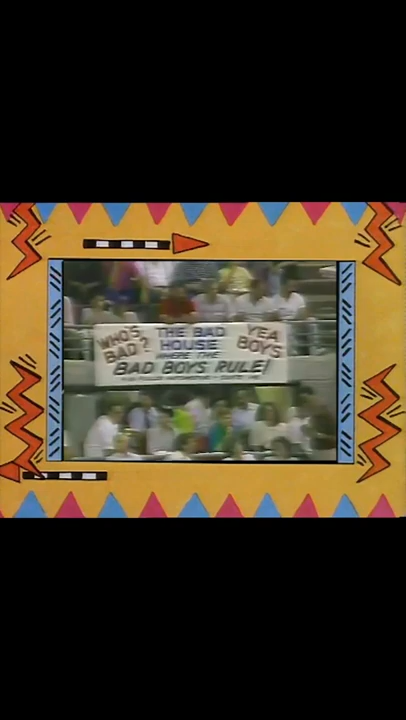 WHO'S BAD?
THE BAD HOUSE
WHERE THE
YEA BOYS
BAD BOYS RULE!